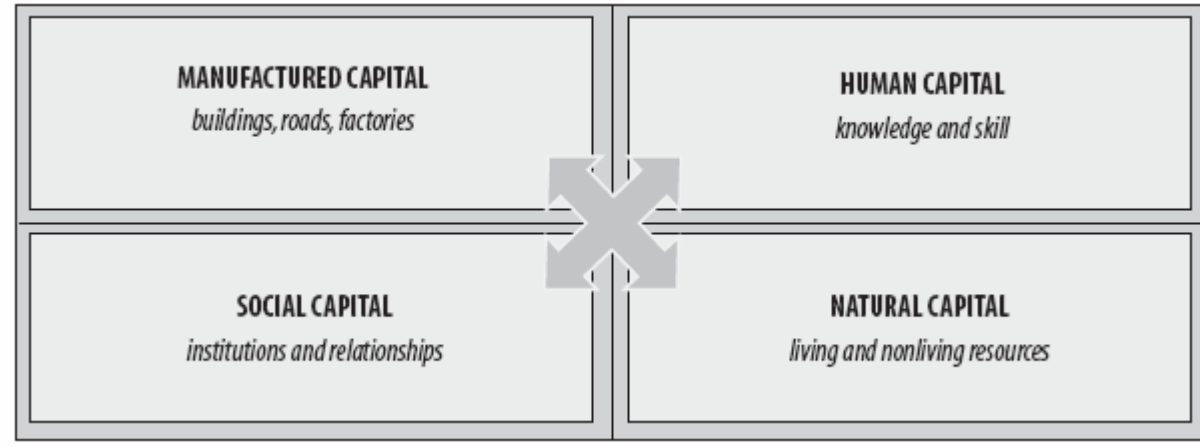 MANUFACTURED CAPITAL
buildings, roads, factories
HUMAN CAPITAL
knowledge and skill
SOCIAL CAPITAL
institutions and relationships
NATURAL CAPITAL
living and nonliving resources